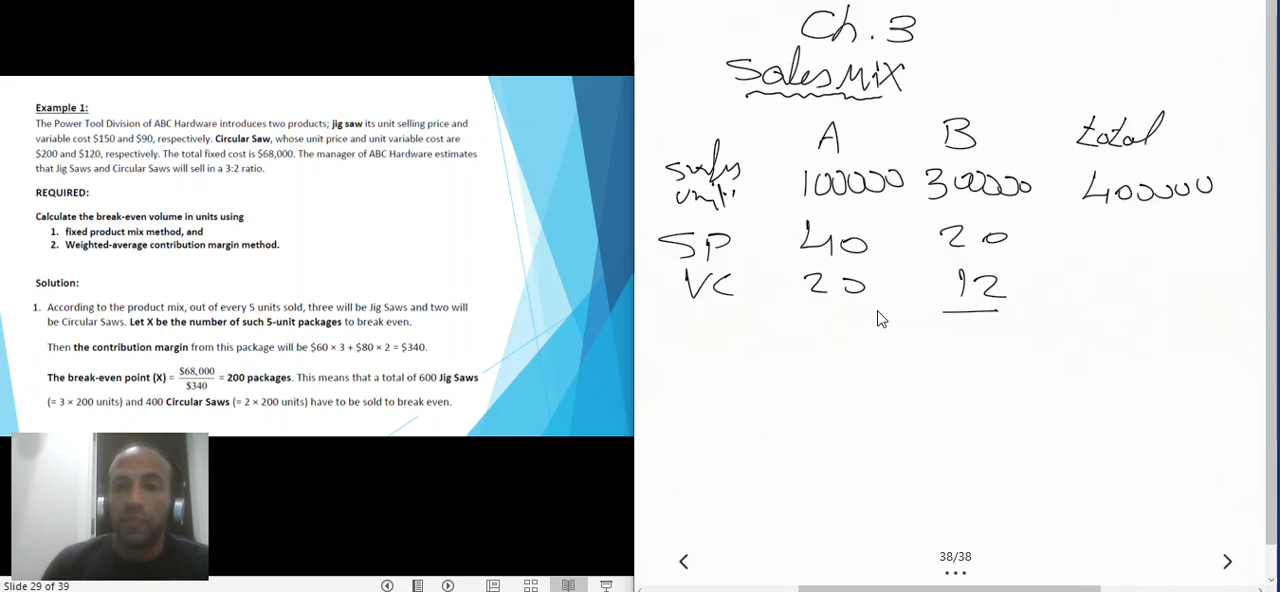 Example 1:
The Power Tool Division of ABC Hardware introduces two products; jig saw its unit selling price and
variable cost $150 and $90, respectively. Circular Saw, whose unit price and unit variable cost are
$200 and $120, respectively. The total fixed cost is $68,000. The manager of ABC Hardware estimates
that Jig Saws and Circular Saws will sell in a 3:2 ratio.
REQUIRED:
Calculate the break-even volume in units using
1. fixed product mix method, and
2. Weighted-average contribution margin method.
Solution:
1. According to the product mix, out of every 5 units sold, three will be Jig Saws and two will
be Circular Saws. Let X be the number of such 5-unit packages to break even.
Then the contribution margin from this package will be $60 × 3 + $80 × 2 = $340.
The break-even point (X) = $68,000 / $340 = 200 packages. This means that a total of 600 Jig Saws
(= 3 × 200 units) and 400 Circular Saws (= 2 × 200 units) have to be sold to break even.
Slide 29 of 39
Ch. 3
Sales Mix
A B total
units 100000 300000 400000
SP 40 20
VC 20 12
38/38